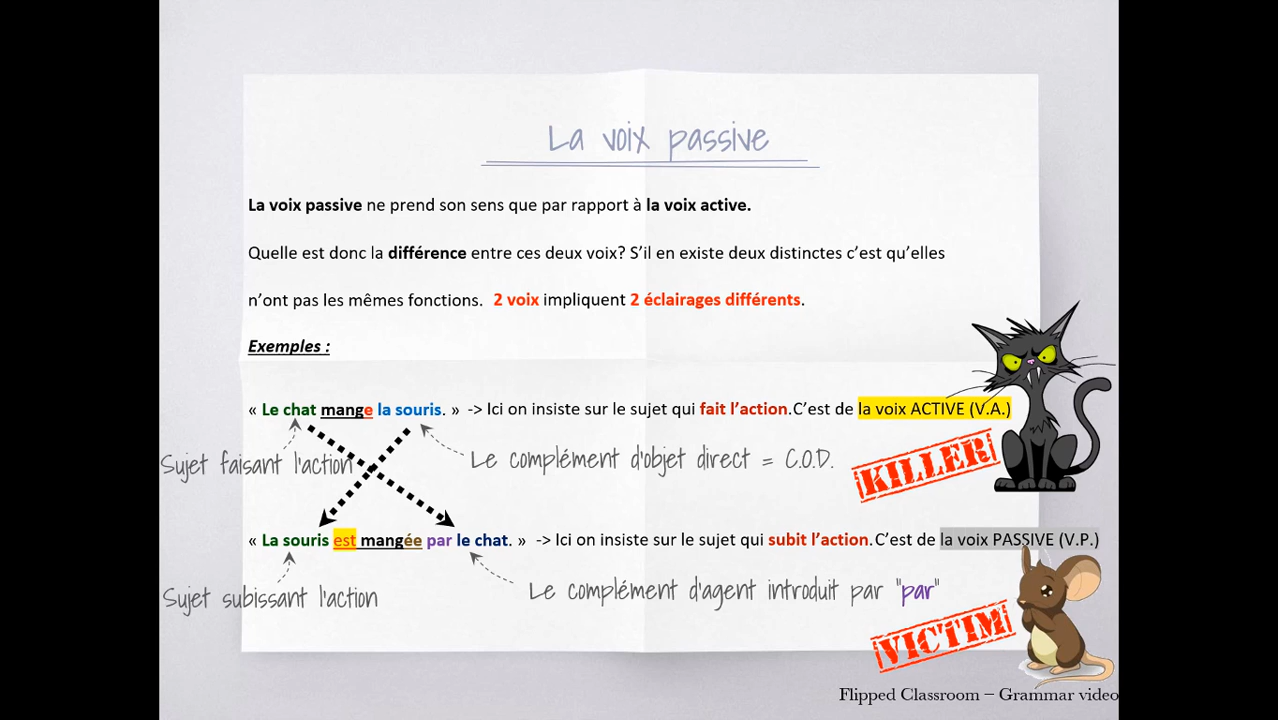 La voix passive
La voix passive ne prend son sens que par rapport à la voix active.
Quelle est donc la différence entre ces deux voix? S’il en existe deux distinctes c’est qu’elles
n’ont pas les mêmes fonctions. 2 voix impliquent 2 éclairages différents.
Exemples :
« Le chat mange la souris. » -> Ici on insiste sur le sujet qui fait l’action.C’est de la voix ACTIVE (V.A.)
Sujet faisant l'action
Le complément d'objet direct = C.O.D.
KILLER
« La souris est mangée par le chat. » -> Ici on insiste sur le sujet qui subit l’action.C’est de la voix PASSIVE (V.P.)
Sujet subissant l'action
Le complément d'agent introduit par "par"
VICTIM
Flipped Classroom – Grammar video